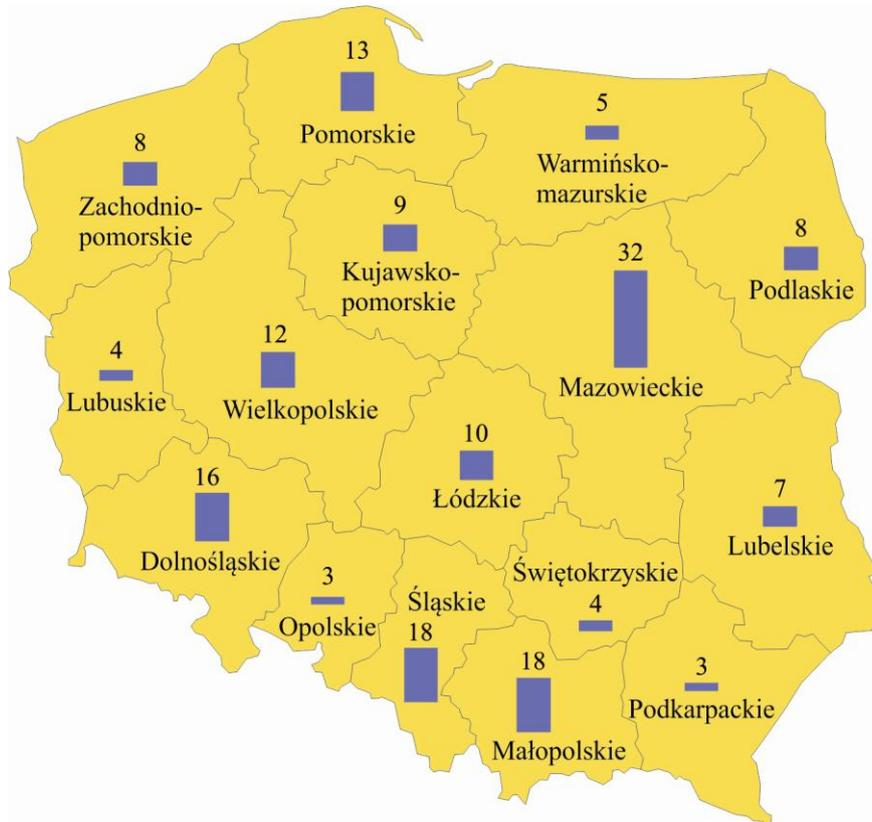 13
Pomorskie
5
Warmińsko-
mazurskie
8
Zachodnio-
pomorskie
9
Kujawsko-
pomorskie
8
Podlaskie
32
Mazowieckie
4
Lubuskie
12
Wielkopolskie
10
Łódzkie
16
Dolnośląskie
7
Lubelskie
3
Opolskie
Śląskie
18
Świętokrzyskie
4
18
Małopolskie
3
Podkarpackie